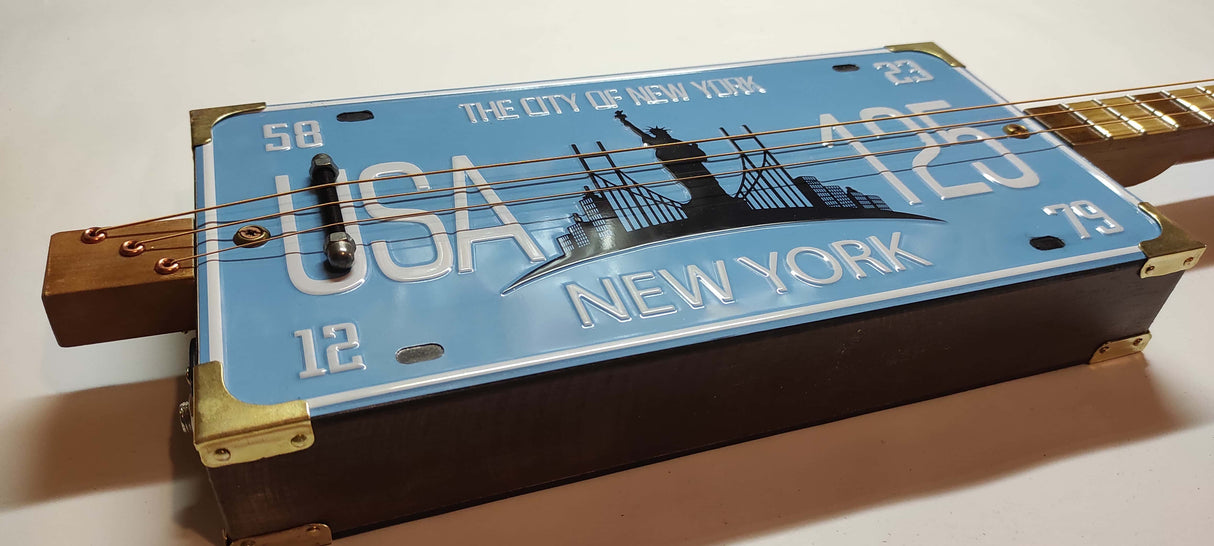 THE CITY OF NEW YORK
58 23
USA 125
NEW YORK
12 79